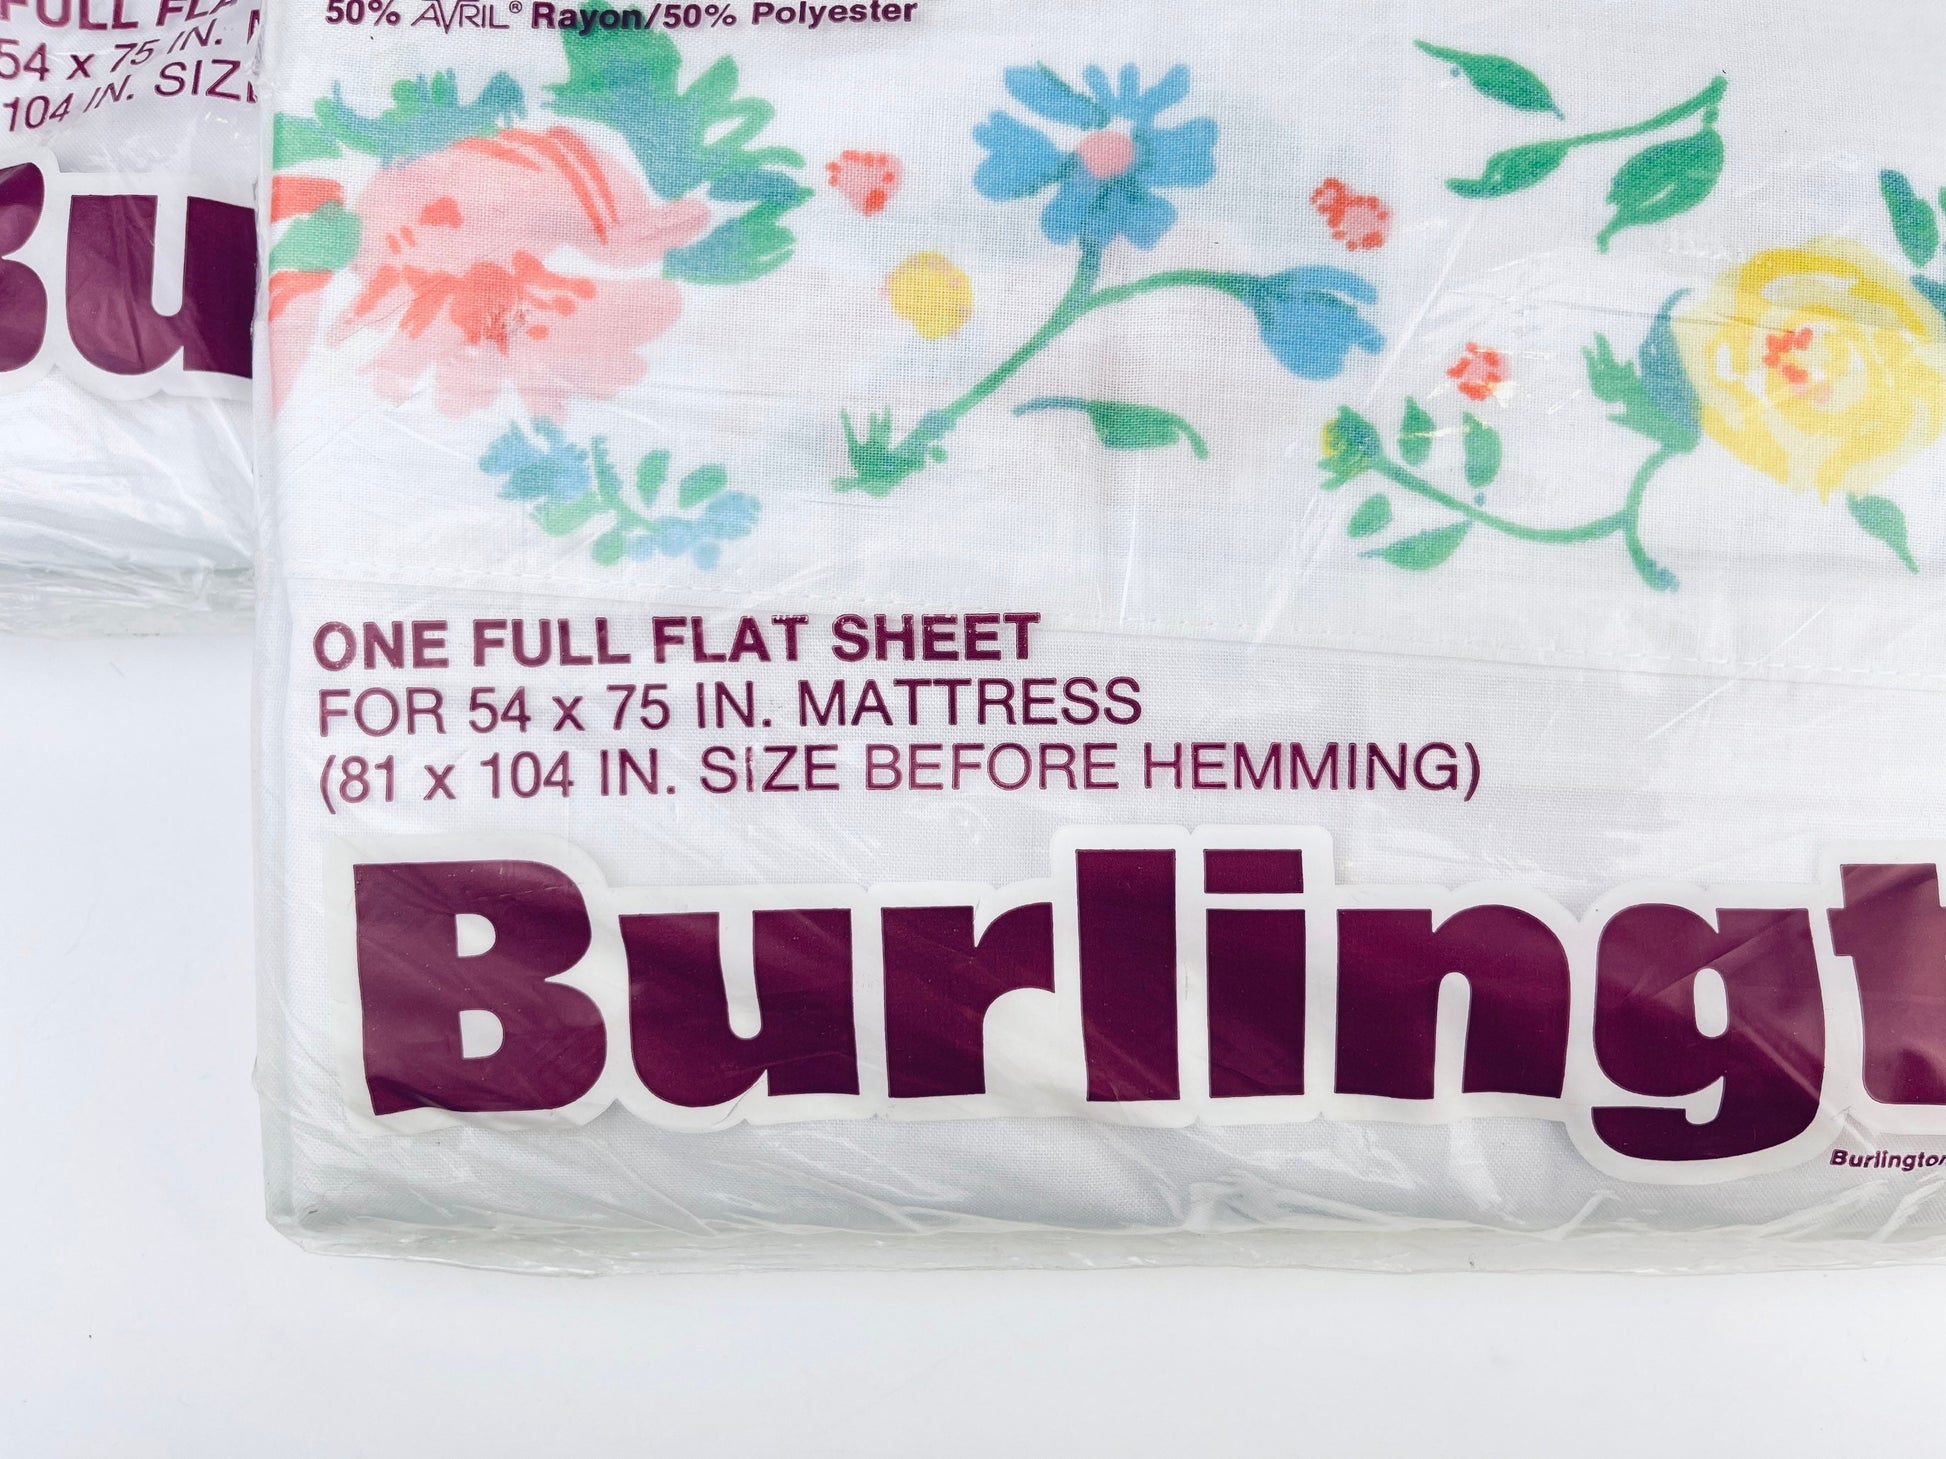 54 x 75 IN.
104 IN.
50% AVRIL® Rayon/50% Polyester
ONE FULL FLAT SHEET
FOR 54 x 75 IN. MATTRESS
(81 x 104 IN. SIZE BEFORE HEMMING)
Burlingt
Burlington